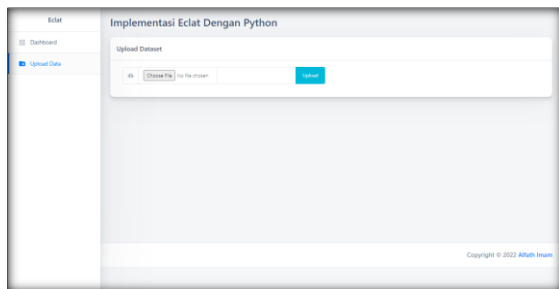 Eclat
Dashboard
Upload Data
Implementasi Eclat Dengan Python
Upload Dataset
Choose File No file chosen
Upload
Copyright © 2022 Alfath Imam